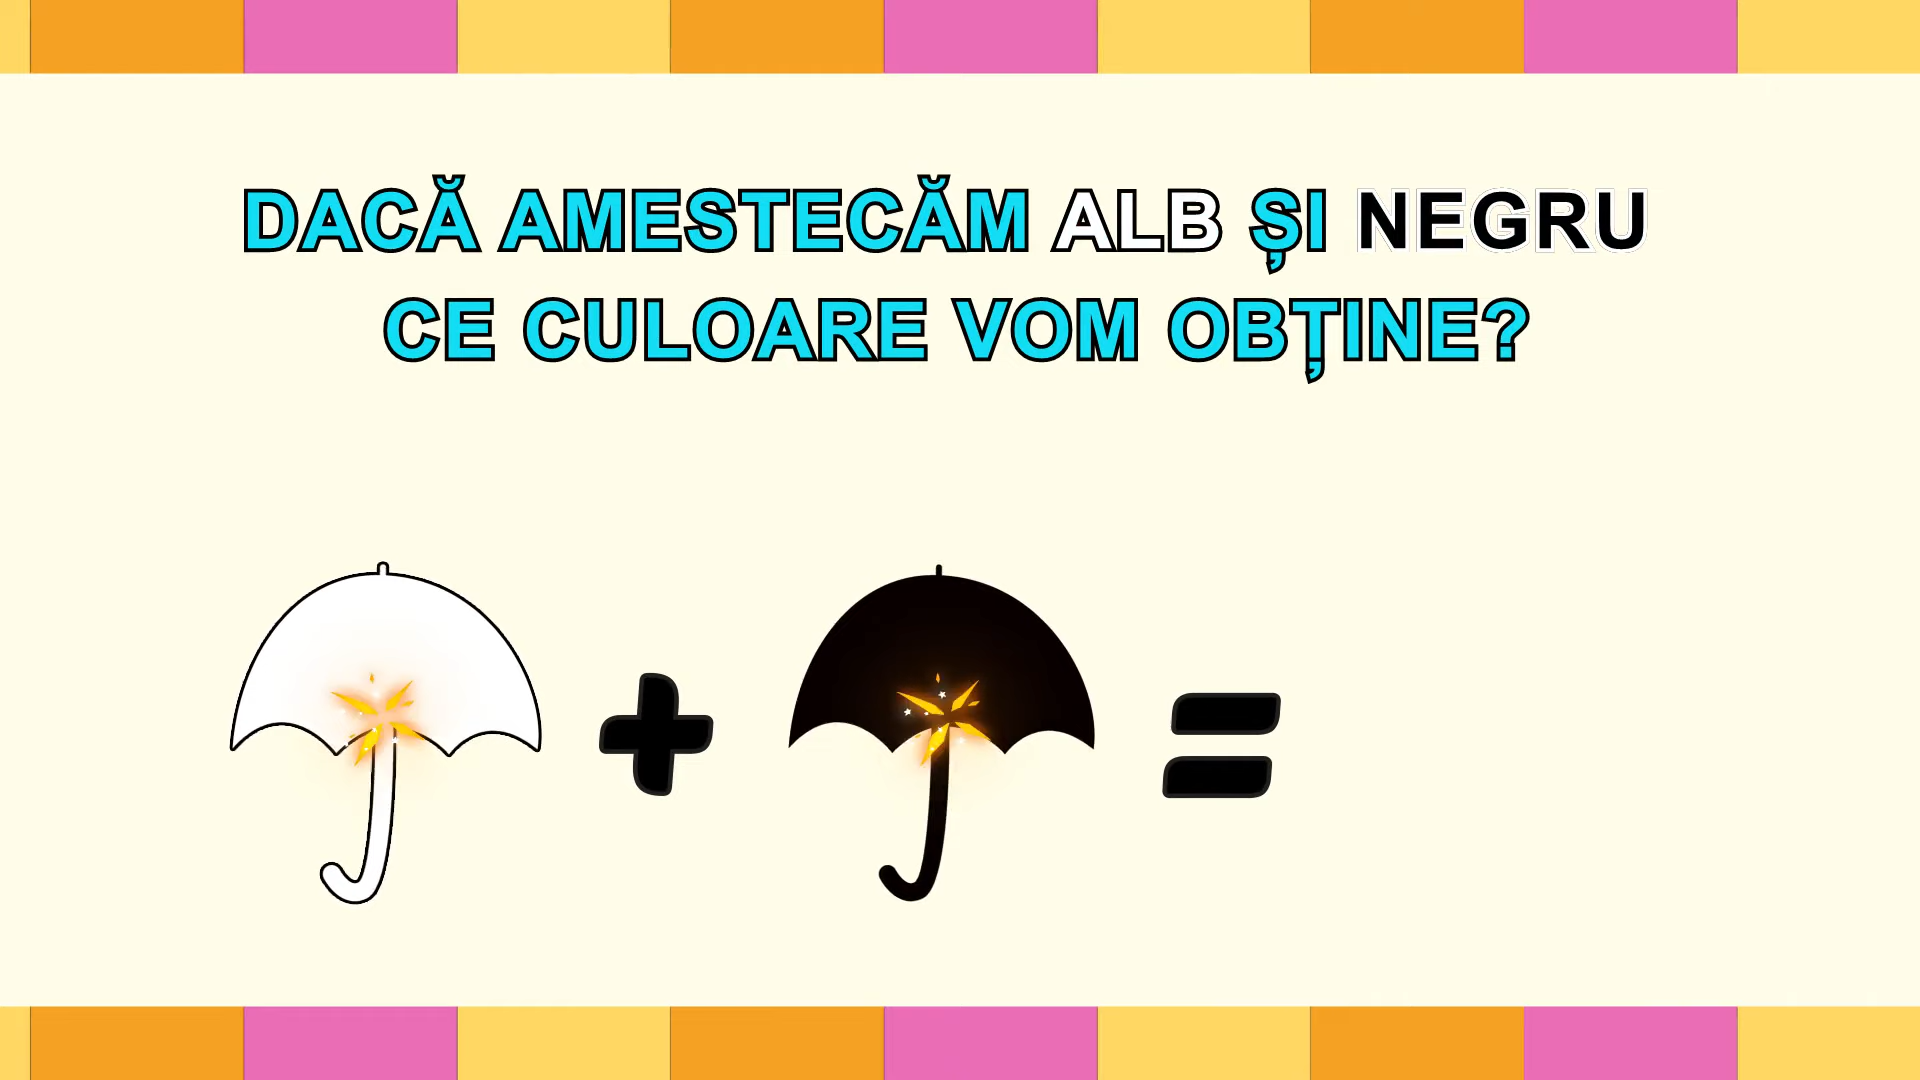 DACĂ AMESTECĂM ALB ȘI NEGRU
CE CULOARE VOM OBȚINE?
+ =